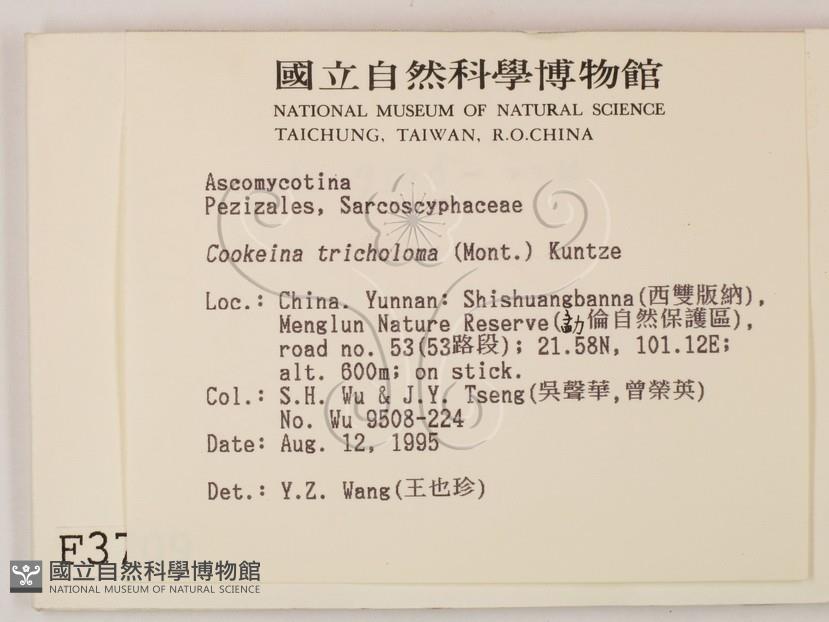 國立自然科學博物館
NATIONAL MUSEUM OF NATURAL SCIENCE
TAICHUNG, TAIWAN, R.O.CHINA
Ascomycotina
Pezizales, Sarcoscyphaceae
Cookeina tricholoma (Mont.) Kuntze
Loc.: China. Yunnan: Shishuangbanna(西雙版納),
Menglun Nature Reserve(勐倫自然保護區),
road no. 53(53路段); 21.58N, 101.12E;
alt. 600m; on stick.
Col.: S.H. Wu & J.Y. Tseng(吳聲華,曾榮英)
No. Wu 9508-224
Date: Aug. 12, 1995
Det.: Y.Z. Wang(王也珍)
國立自然科學博物館
NATIONAL MUSEUM OF NATURAL SCIENCE